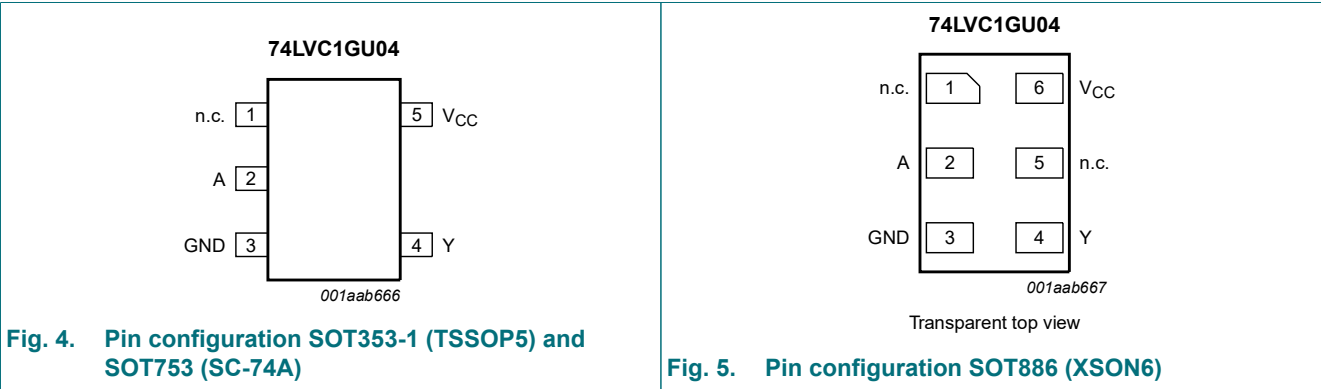 74LVC1GU04
n.c. 1 5 VCC
A 2
GND 3 4 Y
001aab666
Fig. 4. Pin configuration SOT353-1 (TSSOP5) and
SOT753 (SC-74A)
74LVC1GU04
n.c. 1 6 VCC
A 2 5 n.c.
GND 3 4 Y
001aab667
Transparent top view
Fig. 5. Pin configuration SOT886 (XSON6)